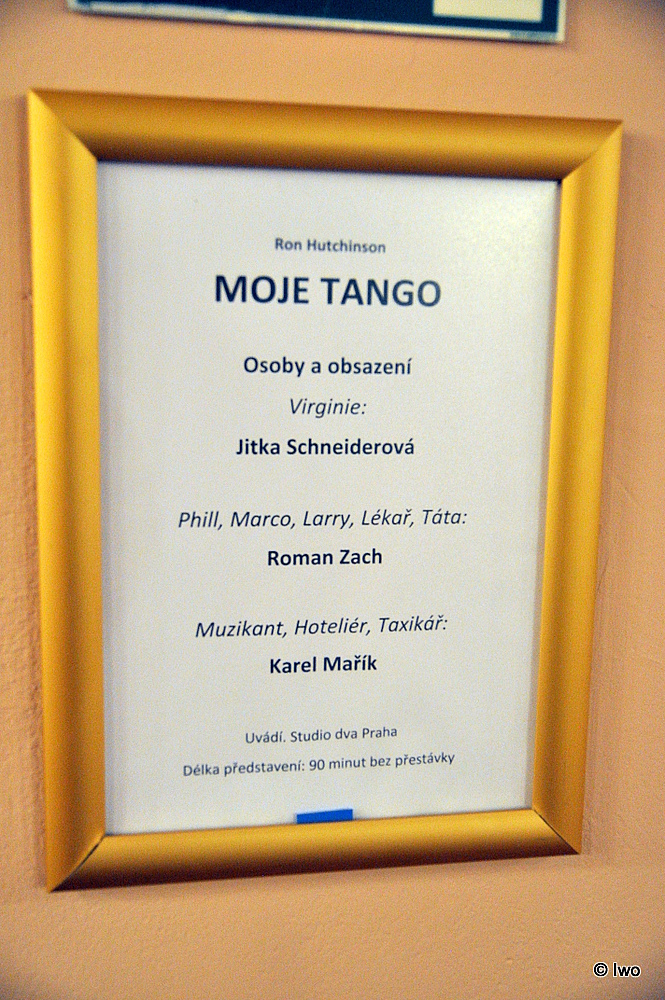 Ron Hutchinson
MOJE TANGO
Osoby a obsazení
Virginie:
Jitka Schneiderová
Phill, Marco, Larry, Lékař, Táta:
Roman Zach
Muzikant, Hoteliér, Taxikář:
Karel Mařík
Uvádí. Studio dva Praha
Délka představení: 90 minut bez přestávky
© Iwo